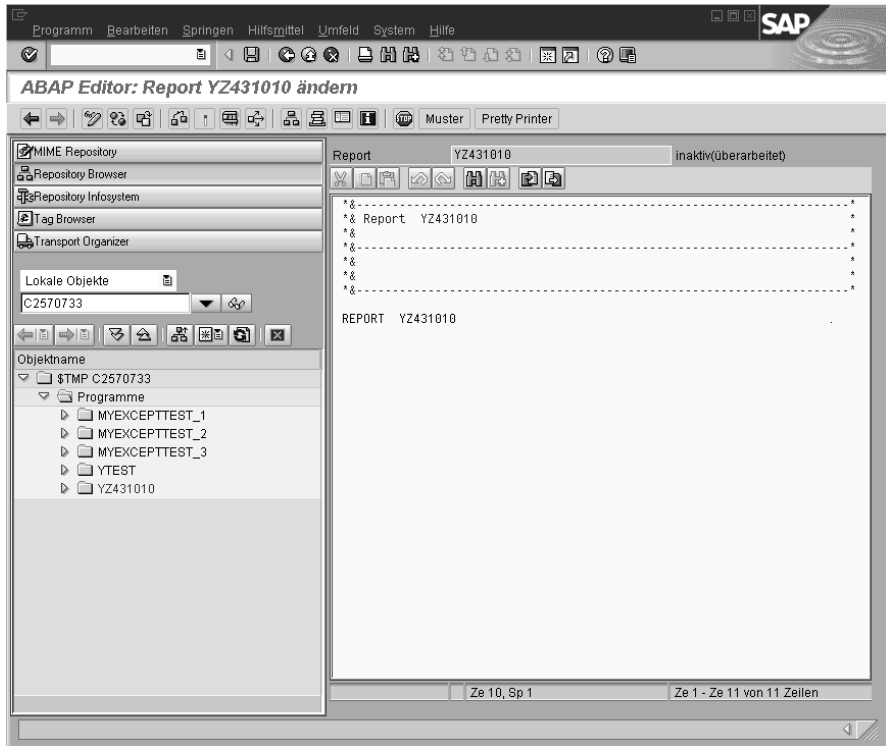 Programm Bearbeiten Springen Hilfsmittel Umfeld System Hilfe
SAP
ABAP Editor: Report YZ431010 ändern
STOP
Muster Pretty Printer
MIME Repository
Repository Browser
Repository Infosystem
Tag Browser
Transport Organizer
Lokale Objekte
C2570733
Objektname
$TMP C2570733
Programme
MYEXCEPTTEST_1
MYEXCEPTTEST_2
MYEXCEPTTEST_3
YTEST
YZ431010
Report YZ431010 inaktiv(überarbeitet)
*&---------------------------------------------------------------------*
*& Report  YZ431010                                                    *
*&                                                                     *
*&---------------------------------------------------------------------*
*&                                                                     *
*&                                                                     *
*&---------------------------------------------------------------------*
REPORT  YZ431010                                                    .
Ze 10, Sp 1
Ze 1 - Ze 11 von 11 Zeilen